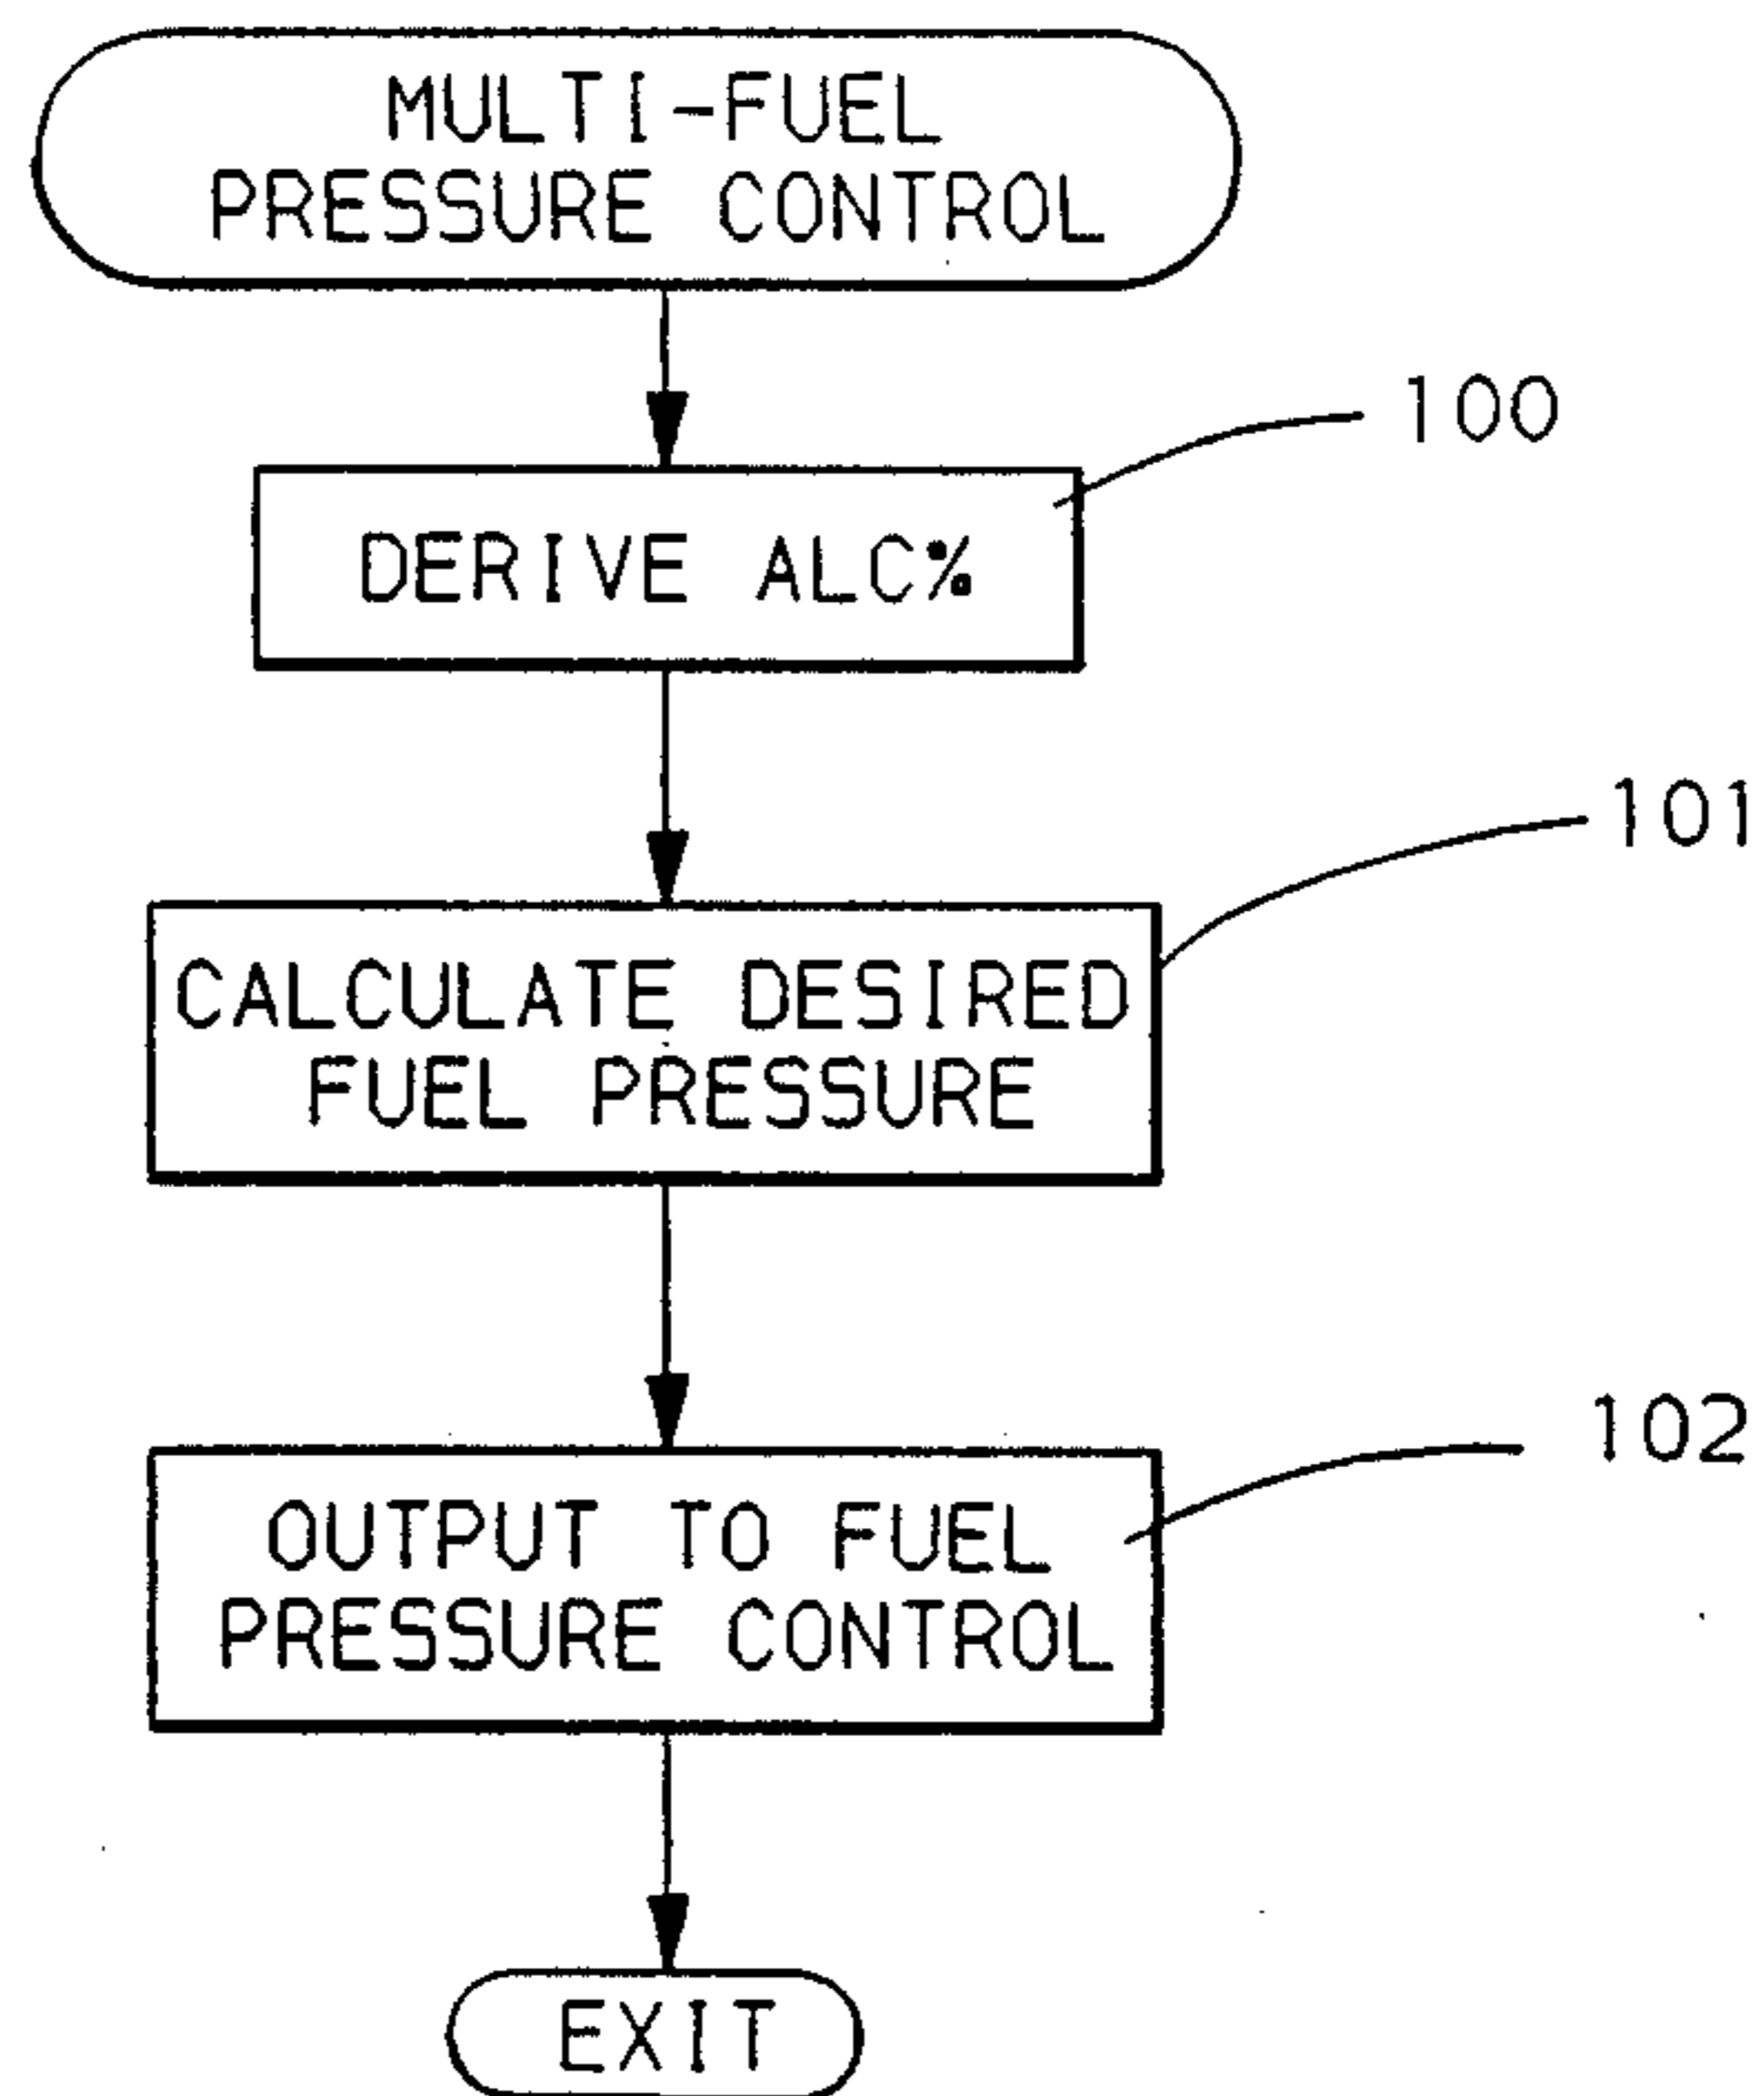 MULTI-FUEL
PRESSURE CONTROL
100
DERIVE ALC%
101
CALCULATE DESIRED
FUEL PRESSURE
102
OUTPUT TO FUEL
PRESSURE CONTROL
EXIT